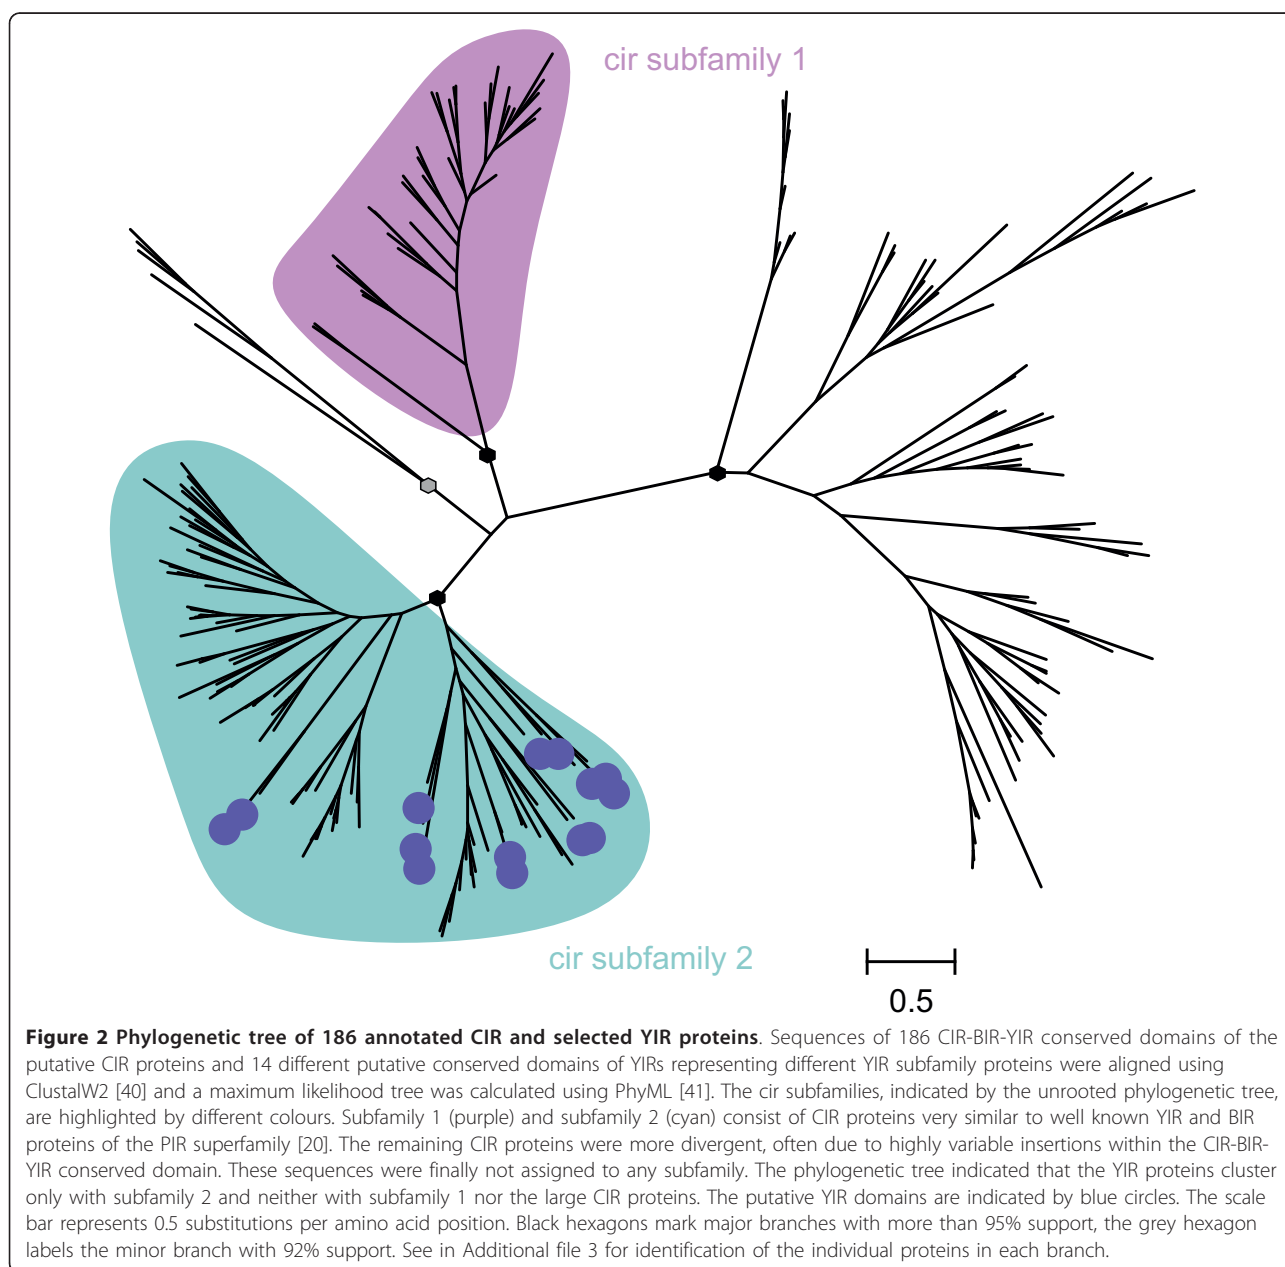 cir subfamily 1
cir subfamily 2
0.5
Figure 2 Phylogenetic tree of 186 annotated CIR and selected YIR proteins. Sequences of 186 CIR-BIR-YIR conserved domains of the
putative CIR proteins and 14 different putative conserved domains of YIRs representing different YIR subfamily proteins were aligned using
ClustalW2 [40] and a maximum likelihood tree was calculated using PhyML [41]. The cir subfamilies, indicated by the unrooted phylogenetic tree,
are highlighted by different colours. Subfamily 1 (purple) and subfamily 2 (cyan) consist of CIR proteins very similar to well known YIR and BIR
proteins of the PIR superfamily [20]. The remaining CIR proteins were more divergent, often due to highly variable insertions within the CIR-BIR-
YIR conserved domain. These sequences were finally not assigned to any subfamily. The phylogenetic tree indicated that the YIR proteins cluster
only with subfamily 2 and neither with subfamily 1 nor the large CIR proteins. The putative YIR domains are indicated by blue circles. The scale
bar represents 0.5 substitutions per amino acid position. Black hexagons mark major branches with more than 95% support, the grey hexagon
labels the minor branch with 92% support. See in Additional file 3 for identification of the individual proteins in each branch.